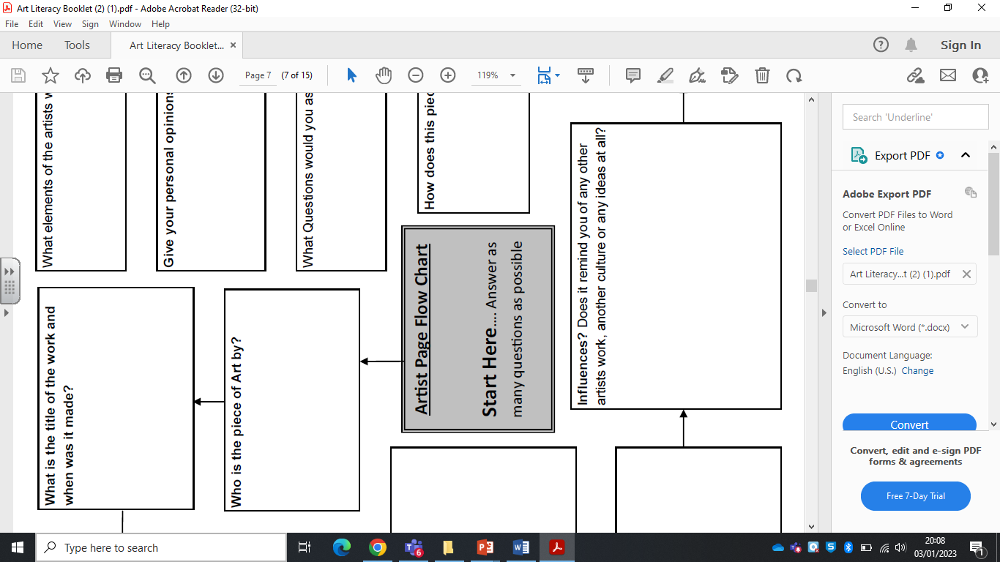 Art Literacy Booklet (2) (1).pdf - Adobe Acrobat Reader (32-bit)
File Edit View Sign Window Help
Home Tools Art Literacy Booklet... ×
Sign In
Page 7 (7 of 15)
119%
What elements of the artists w
Give your personal opinions
What Questions would you as
How does this piec
Influences? Does it remind you of any other
artists work, another culture or any ideas at all?
Artist Page Flow Chart
Start Here.... Answer as
many questions as possible
Who is the piece of Art by?
What is the title of the work and
when was it made?
Search 'Underline'
Export PDF
Adobe Export PDF
Convert PDF Files to Word
or Excel Online
Select PDF File
Art Literacy...t (2) (1).pdf
Convert to
Microsoft Word (*.docx)
Document Language:
English (U.S.) Change
Convert
Convert, edit and e-sign PDF
forms & agreements
Free 7-Day Trial
Type here to search
6
20:08
03/01/2023
1